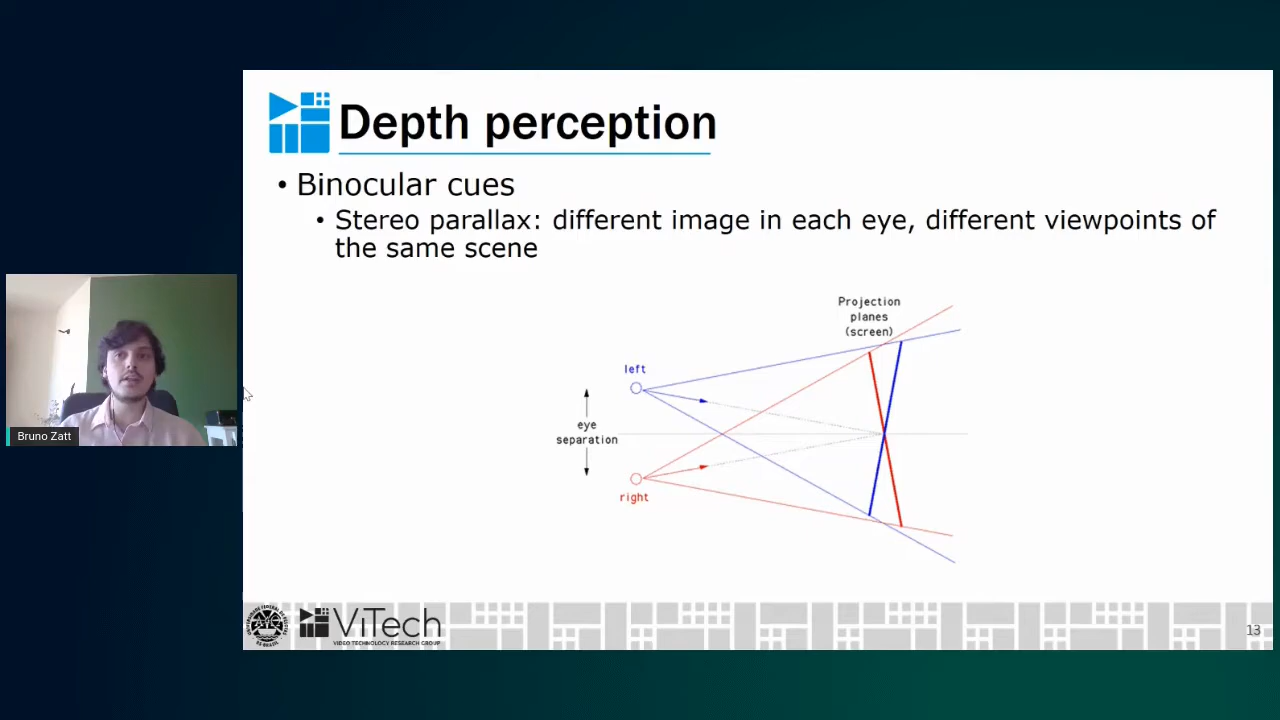 Depth perception
• Binocular cues
• Stereo parallax: different image in each eye, different viewpoints of
the same scene
Projection
planes
(screen)
left
eye
separation
right
Bruno Zatt
ViTech
VIDEO TECHNOLOGY RESEARCH GROUP
13